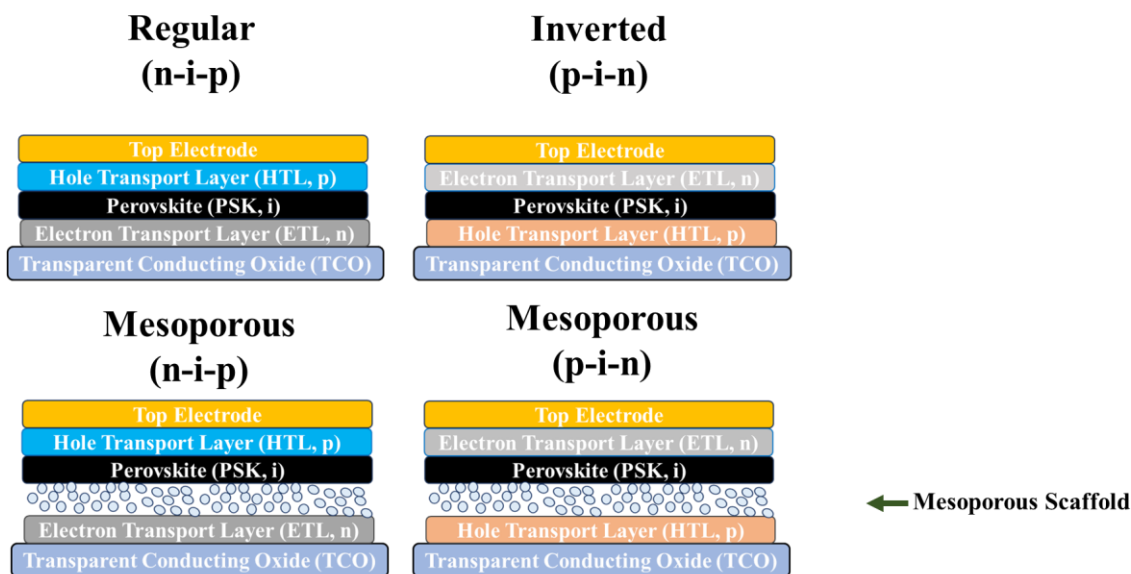 Regular
(n-i-p)
Top Electrode
Hole Transport Layer (HTL, p)
Perovskite (PSK, i)
Electron Transport Layer (ETL, n)
Transparent Conducting Oxide (TCO)
Inverted
(p-i-n)
Top Electrode
Electron Transport Layer (ETL, n)
Perovskite (PSK, i)
Hole Transport Layer (HTL, p)
Transparent Conducting Oxide (TCO)
Mesoporous
(n-i-p)
Top Electrode
Hole Transport Layer (HTL, p)
Perovskite (PSK, i)
Electron Transport Layer (ETL, n)
Transparent Conducting Oxide (TCO)
Mesoporous
(p-i-n)
Top Electrode
Electron Transport Layer (ETL, n)
Perovskite (PSK, i)
Hole Transport Layer (HTL, p)
Transparent Conducting Oxide (TCO)
Mesoporous Scaffold